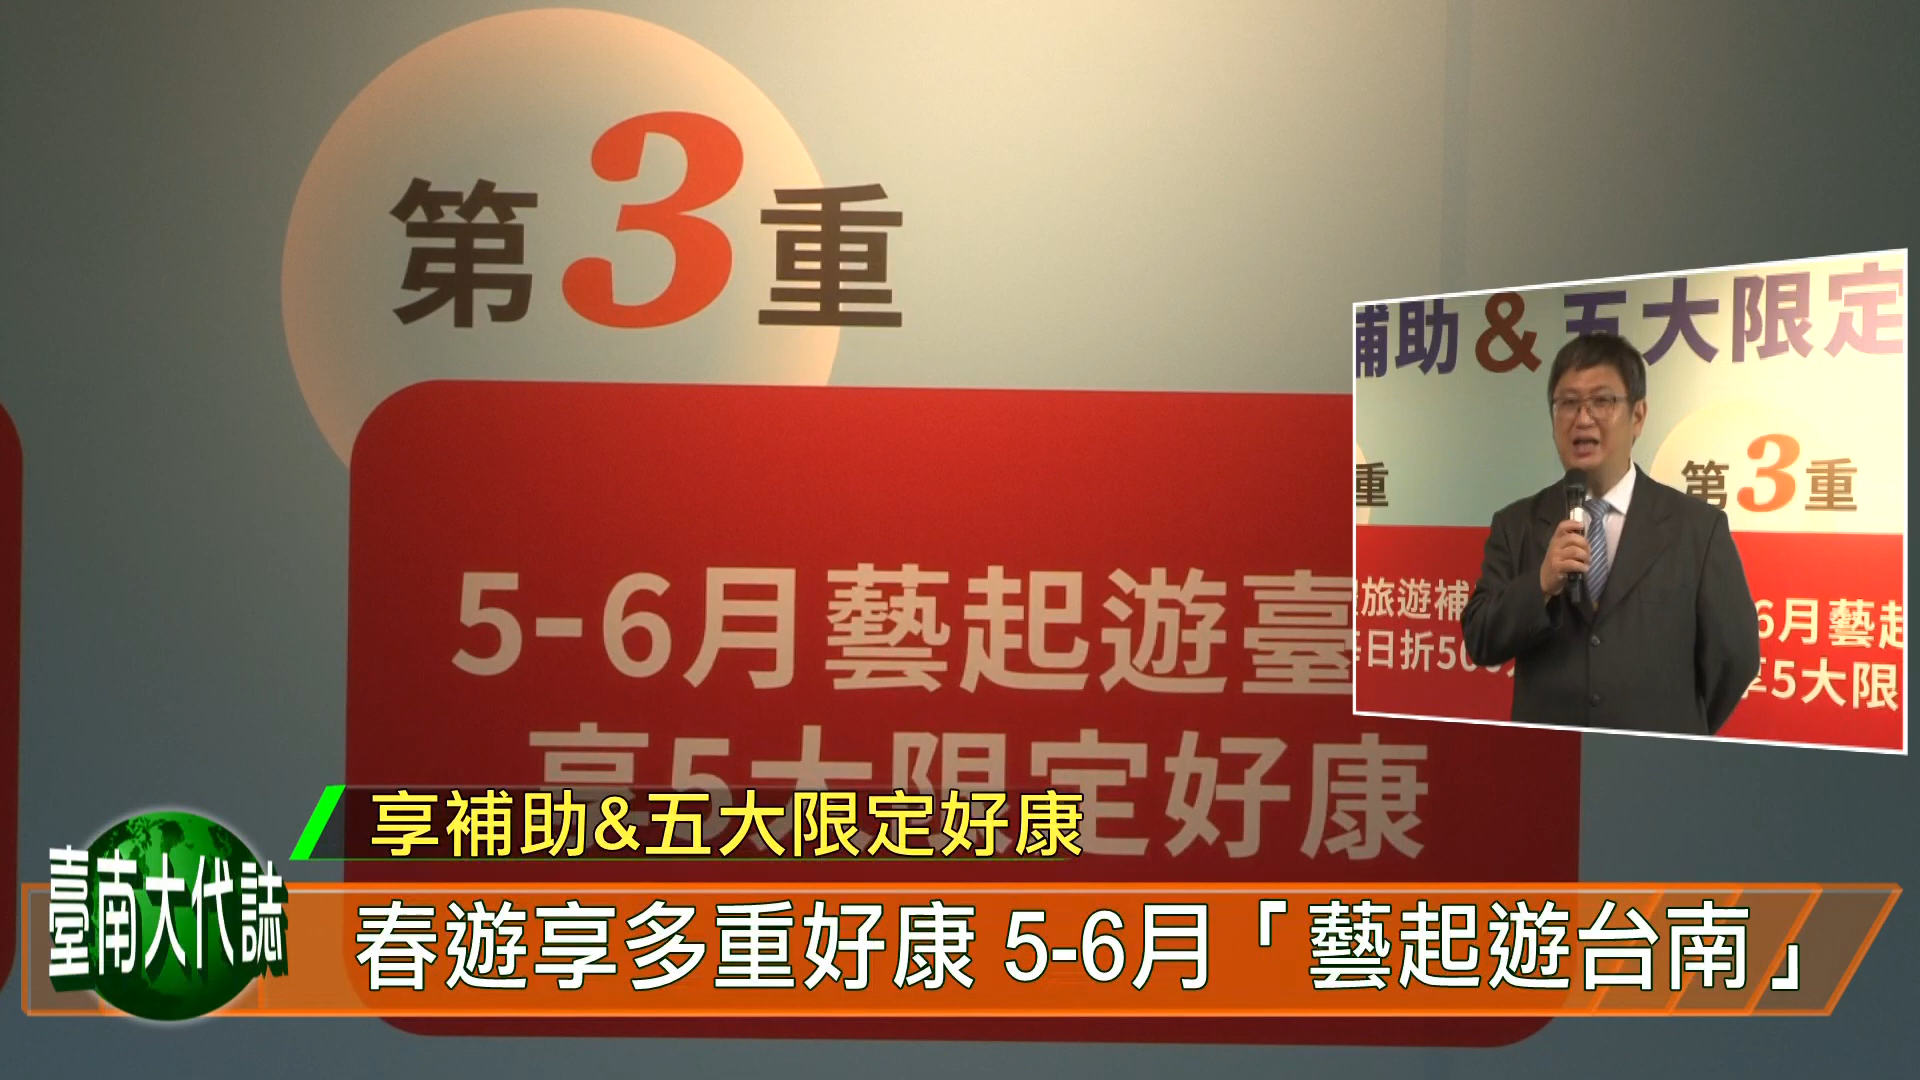 第3重
5-6月藝起遊臺
享5大限定好康
補助&五大限定
重
第3重
旅遊補
日折50
6月藝起
享5大限
享補助&五大限定好康
臺南大代誌
春遊享多重好康 5-6月「藝起遊台南」